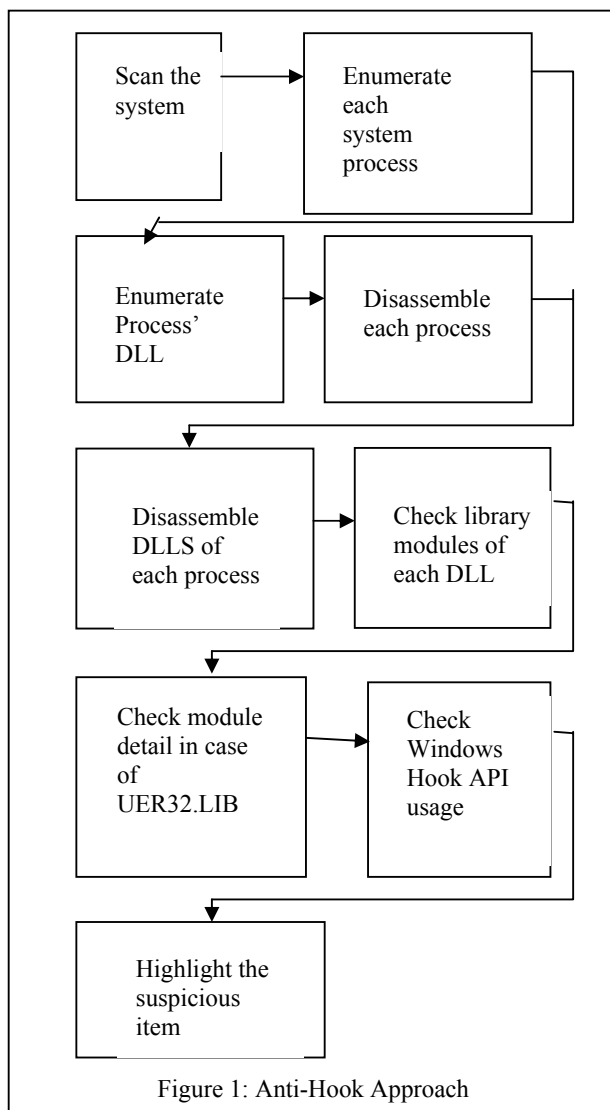 Scan the
system
Enumerate
each
system
process
Enumerate
Process’
DLL
Disassemble
each process
Disassemble
DLLS of
each process
Check library
modules of
each DLL
Check module
detail in case
of
UER32.LIB
Check
Windows
Hook API
usage
Highlight the
suspicious
item
Figure 1: Anti-Hook Approach